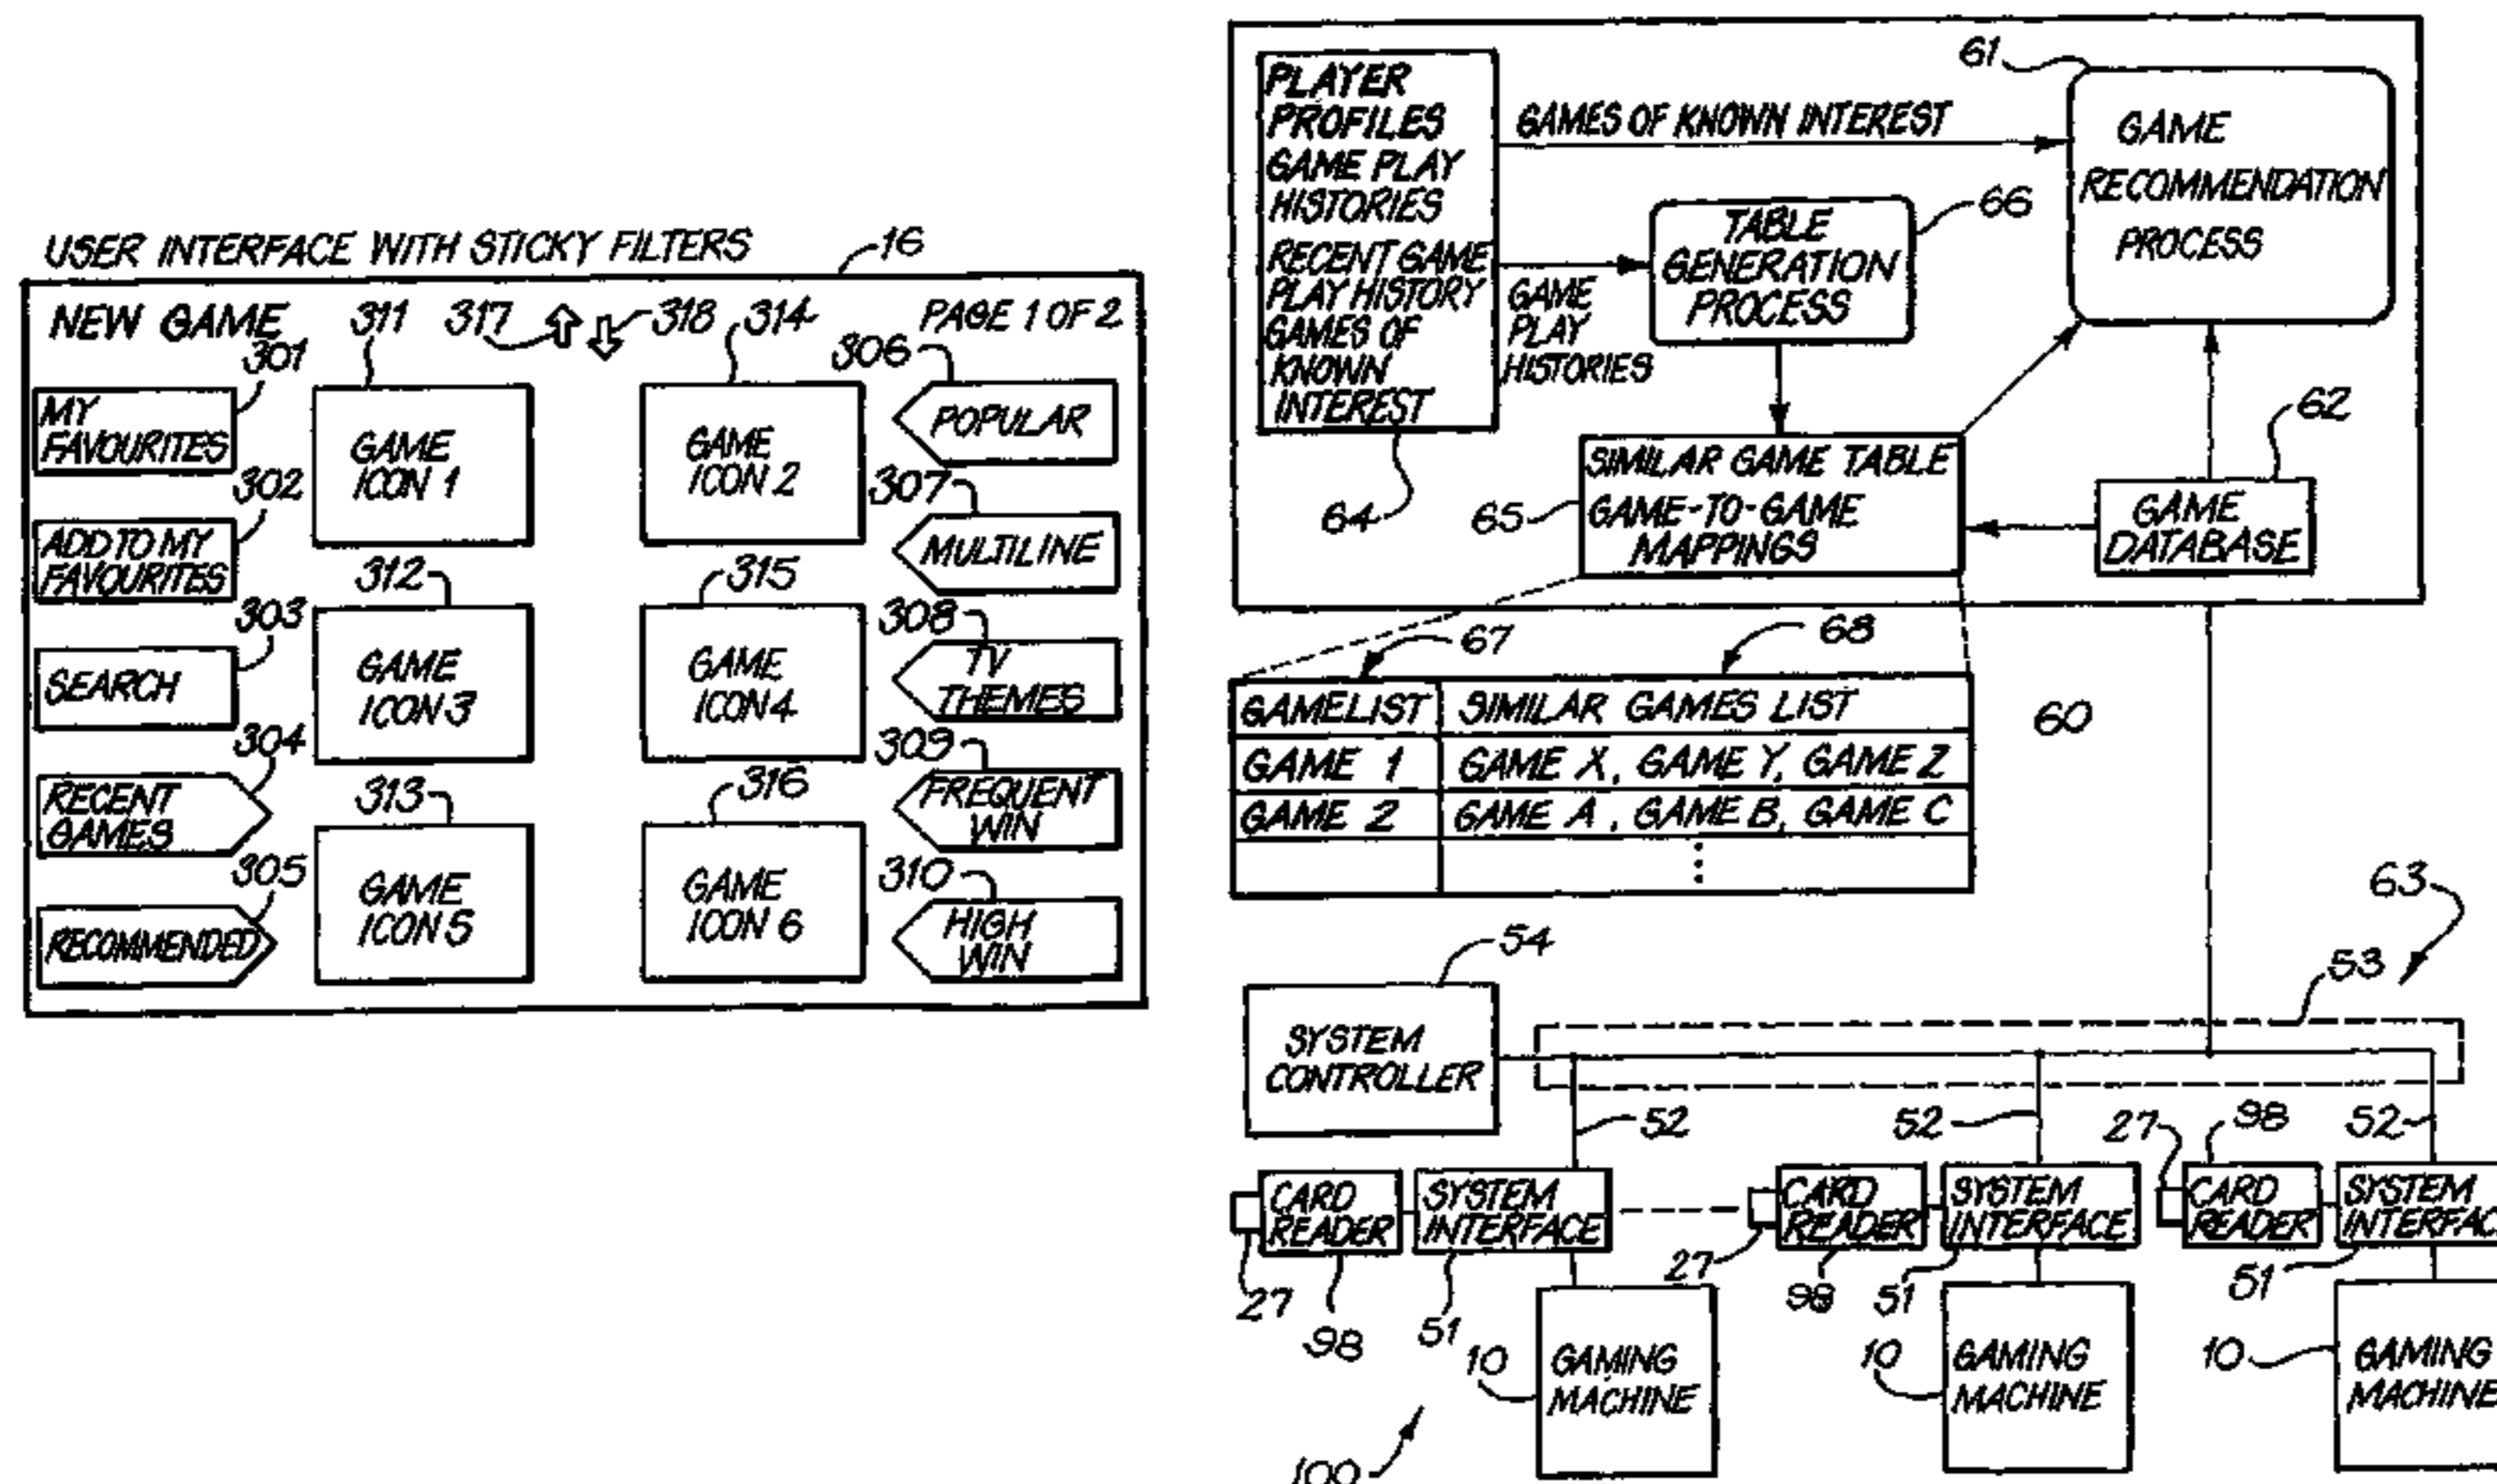 USER INTERFACE WITH STICKY FILTERS
16
NEW GAME
311
317
318
314
PAGE 1 OF 2
301
306
MY
FAVOURITES
GAME
ICON 1
GAME
ICON 2
POPULAR
302
307
ADD TO MY
FAVOURITES
312
315
MULTILINE
303
308
SEARCH
GAME
ICON 3
GAME
ICON 4
TV
THEMES
304
309
RECENT
GAMES
313
316
FREQUENT
WIN
305
310
RECOMMENDED
GAME
ICON 5
GAME
ICON 6
HIGH
WIN
PLAYER
PROFILES
GAME PLAY
HISTORIES
RECENT GAME
PLAY HISTORY
GAMES OF
KNOWN
INTEREST
64
GAMES OF KNOWN INTEREST
61
GAME
RECOMMENDATION
PROCESS
TABLE
GENERATION
PROCESS
66
GAME
PLAY
HISTORIES
65
SIMILAR GAME TABLE
GAME-TO-GAME
MAPPINGS
62
GAME
DATABASE
67
68
GAMELIST
SIMILAR GAMES LIST
60
GAME 1
GAME X, GAME Y, GAME Z
GAME 2
GAME A, GAME B, GAME C
63
54
53
SYSTEM
CONTROLLER
52
52
27
98
52
CARD
READER
SYSTEM
INTERFACE
CARD
READER
SYSTEM
INTERFACE
CARD
READER
SYSTEM
INTERFAC
27
98
51
27
98
51
51
10
GAMING
MACHINE
10
GAMING
MACHINE
10
GAMING
MACHINE
100